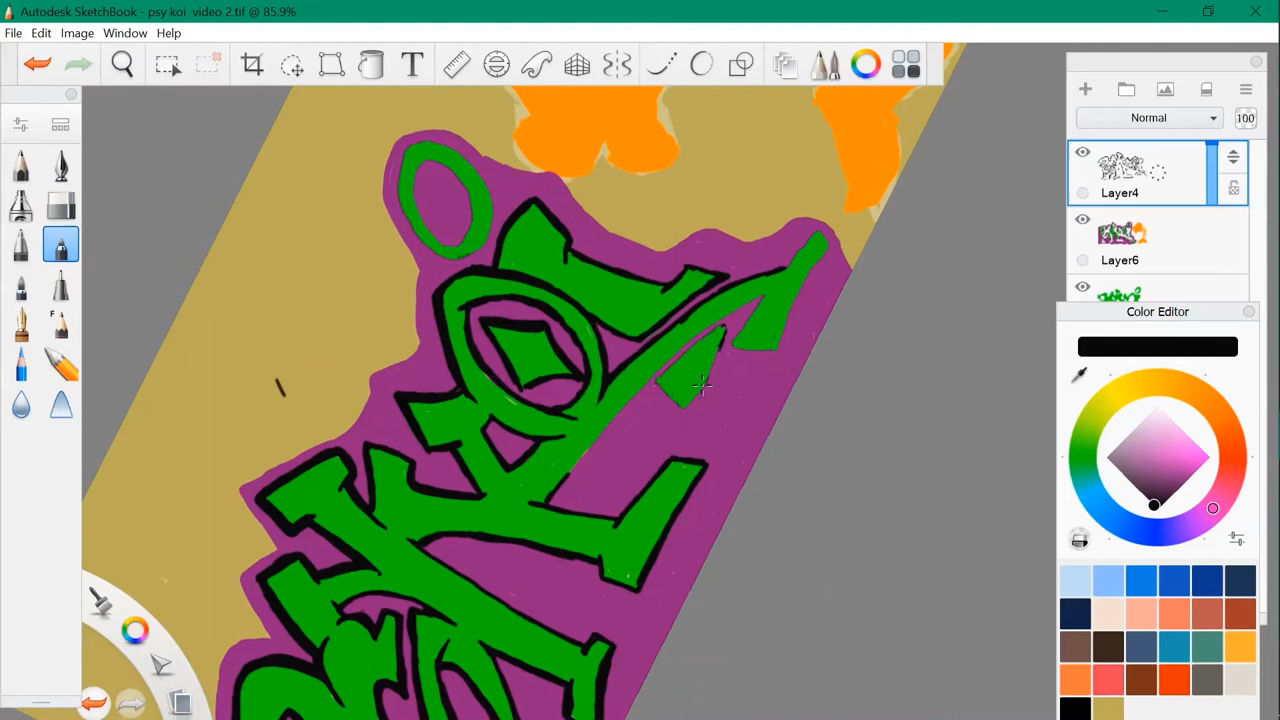 Autodesk SketchBook - psy koi video 2.tif @ 85.9%
File Edit Image Window Help
T
Normal 100
Layer4
Layer6
F
Color Editor